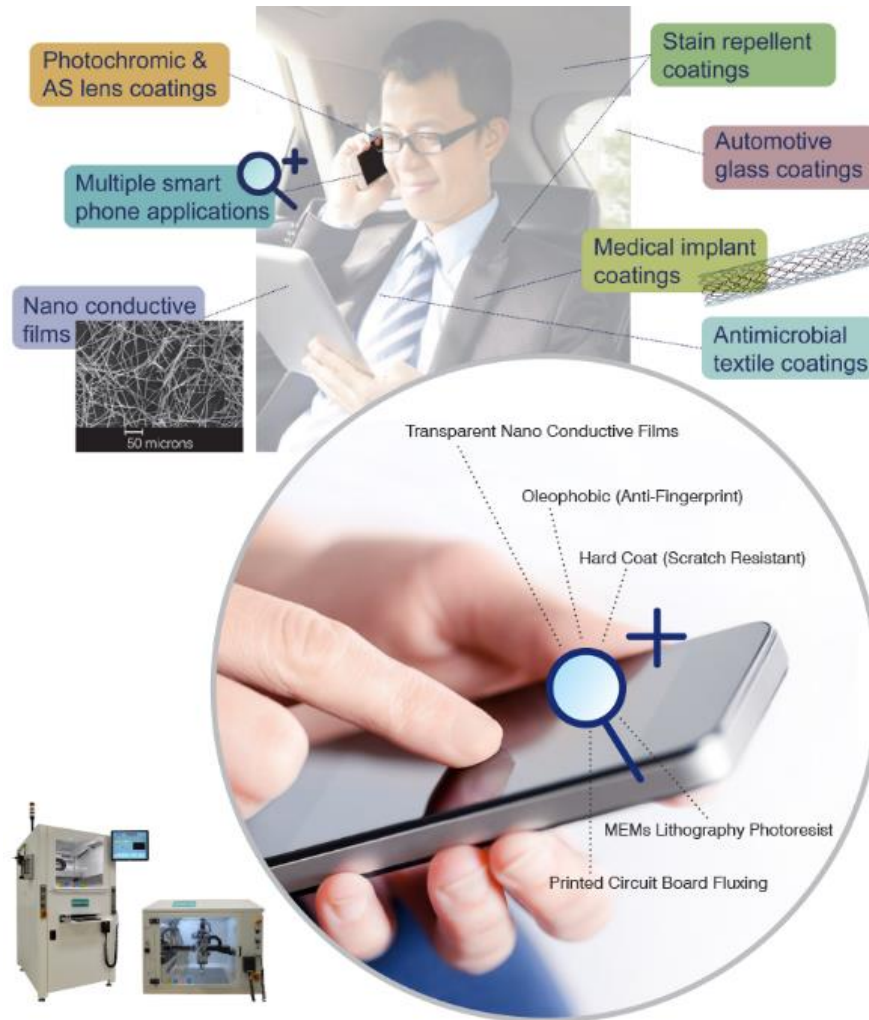 Photochromic &
AS lens coatings
Stain repellent
coatings
Multiple smart
phone applications
Automotive
glass coatings
Medical implant
coatings
Nano conductive
films
50 microns
Antimicrobial
textile coatings
Transparent Nano Conductive Films
Oleophobic (Anti-Fingerprint)
Hard Coat (Scratch Resistant)
MEMs Lithography Photoresist
Printed Circuit Board Fluxing